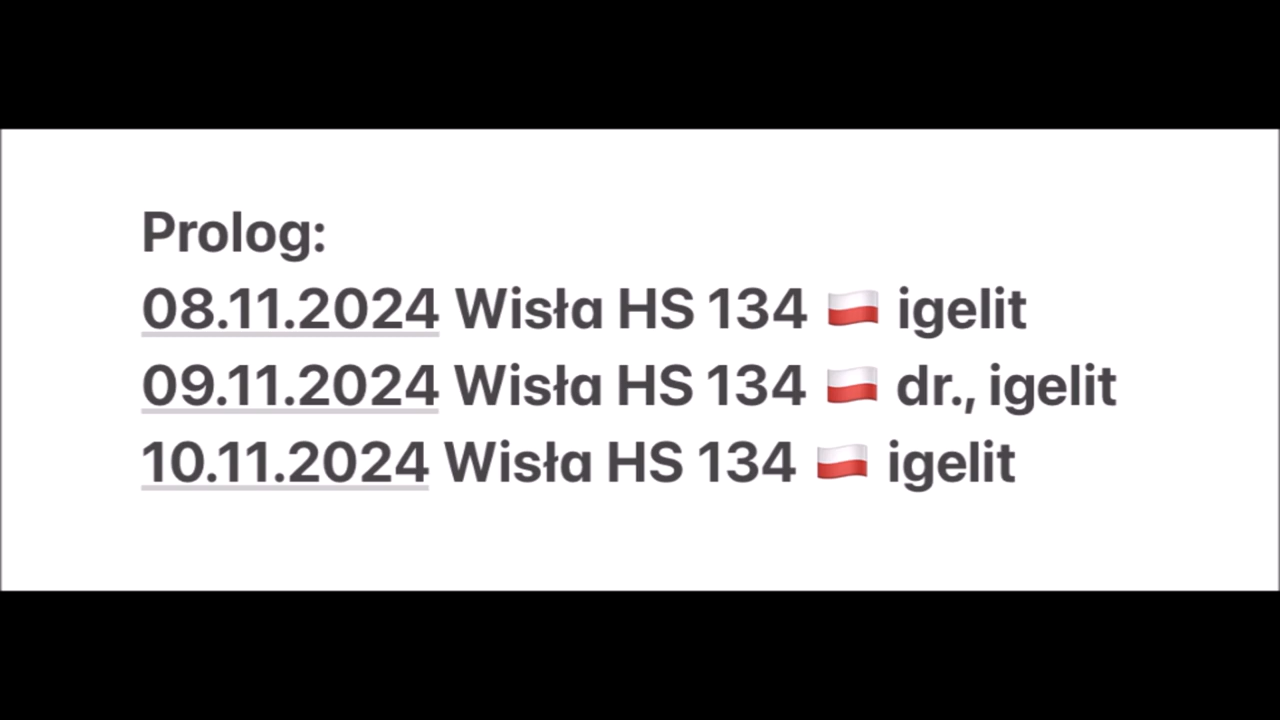 Prolog:
08.11.2024 Wisła HS 134 🇵🇱 igelit
09.11.2024 Wisła HS 134 🇵🇱 dr., igelit
10.11.2024 Wisła HS 134 🇵🇱 igelit